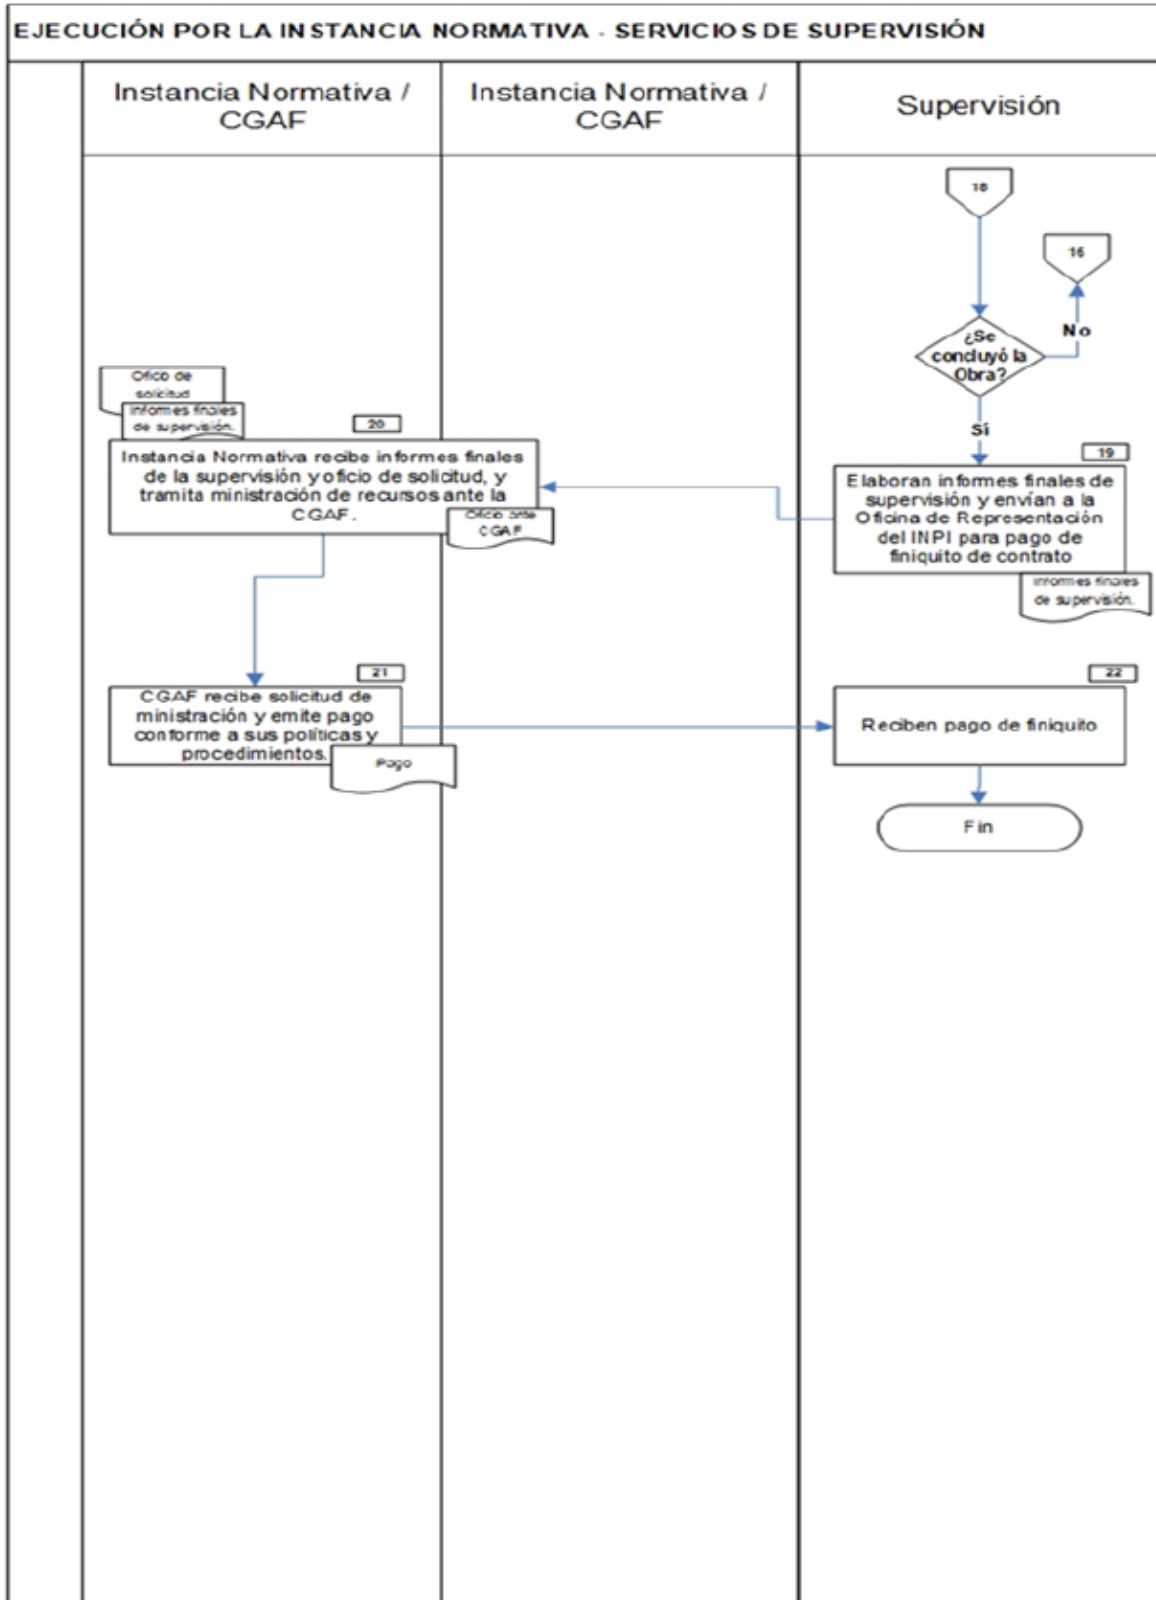 EJECUCIÓN POR LA INSTANCIA NORMATIVA - SERVICIOS DE SUPERVISIÓN
Instancia Normativa /
CGAF
Instancia Normativa /
CGAF
Supervisión
18
16
¿Se
concluyó la
Obra?
No
Sí
19
Elaboran informes finales de
supervisión y envían a la
Oficina de Representación
del INPI para pago de
finiquito de contrato
Informes finales
de supervisión.
Oficio de
solicitud
Informes finales
de supervisión.
20
Instancia Normativa recibe informes finales
de la supervisión y oficio de solicitud, y
tramita ministración de recursos ante la
CGAF.
Oficio ante
CGAF
21
CGAF recibe solicitud de
ministración y emite pago
conforme a sus políticas y
procedimientos.
Pago
22
Reciben pago de finiquito
Fin